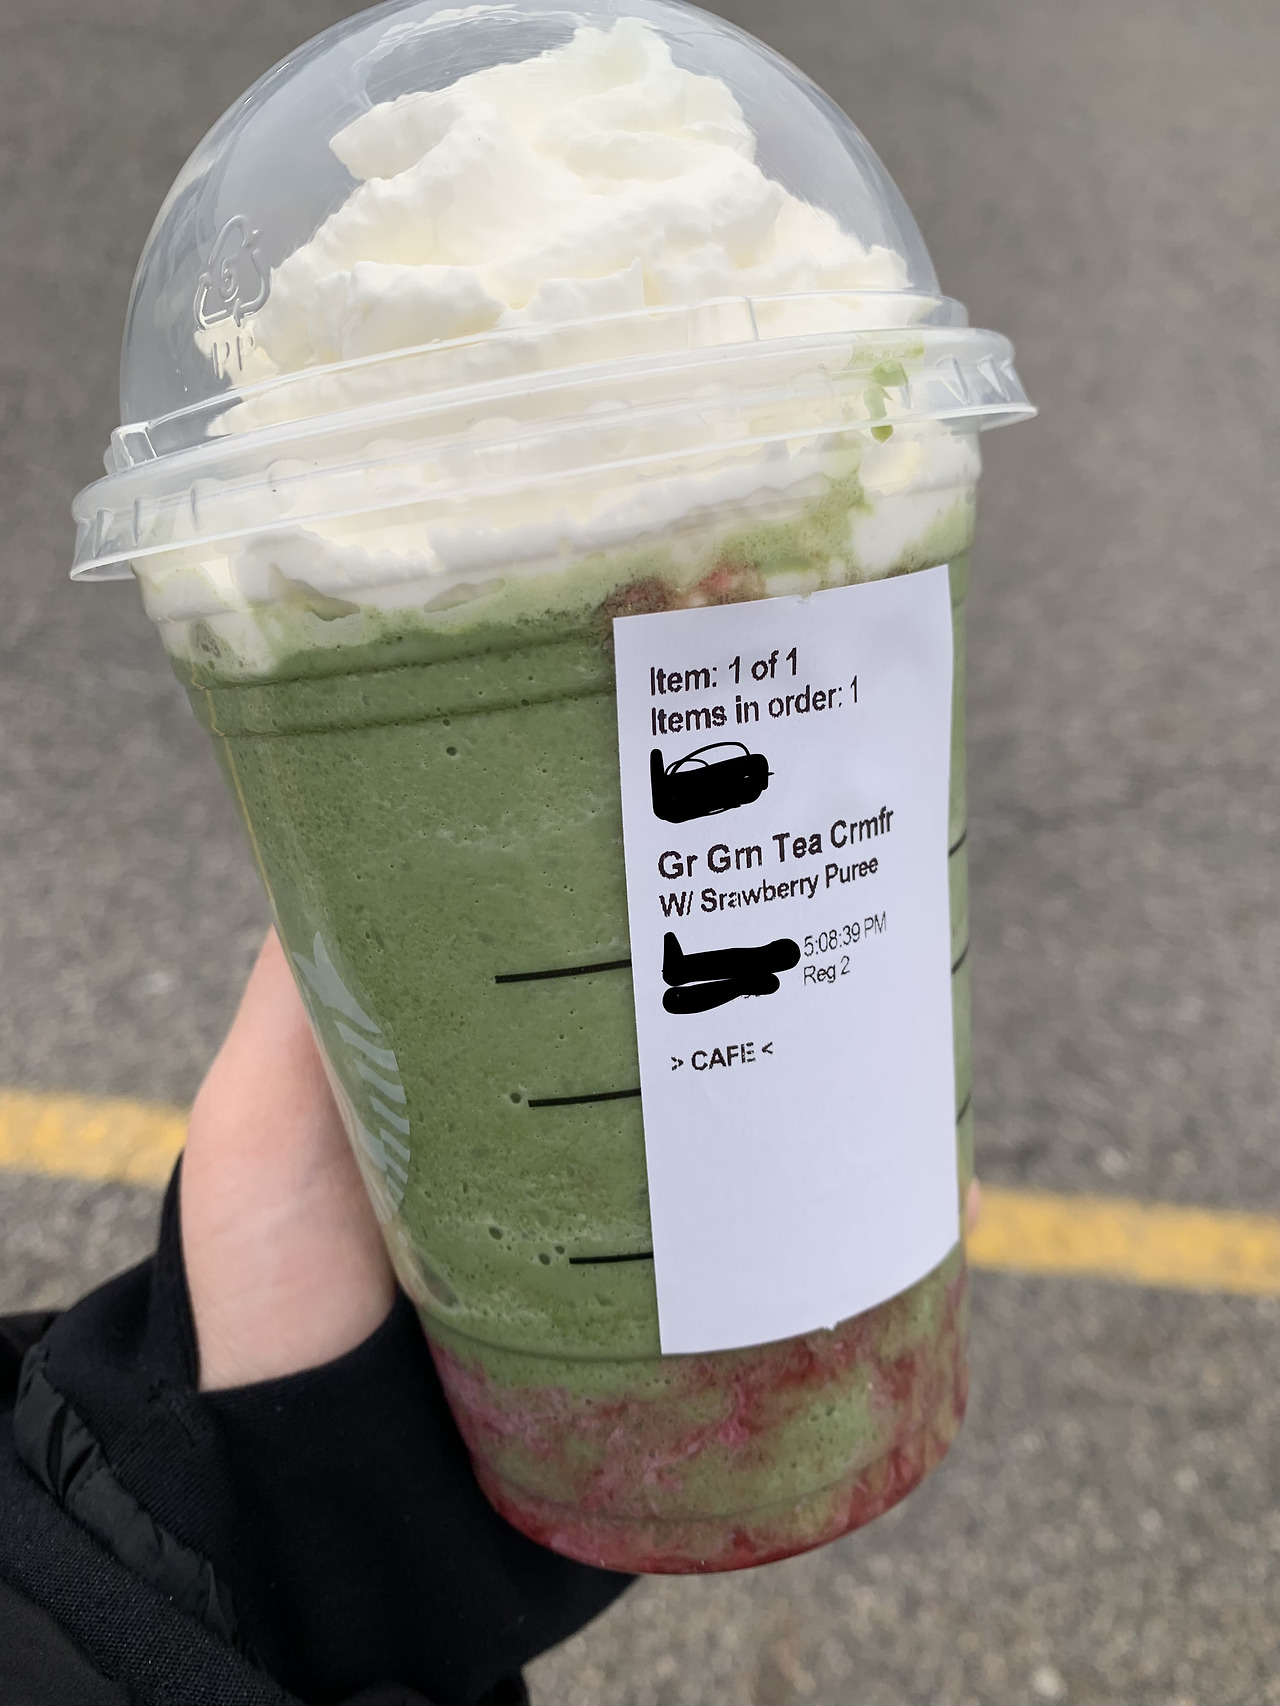 PP
Item: 1 of 1
Items in order: 1
Gr Grn Tea Crmfr
W/ Srawberry Puree
5:08:39 PM
Reg 2
> CAFE <